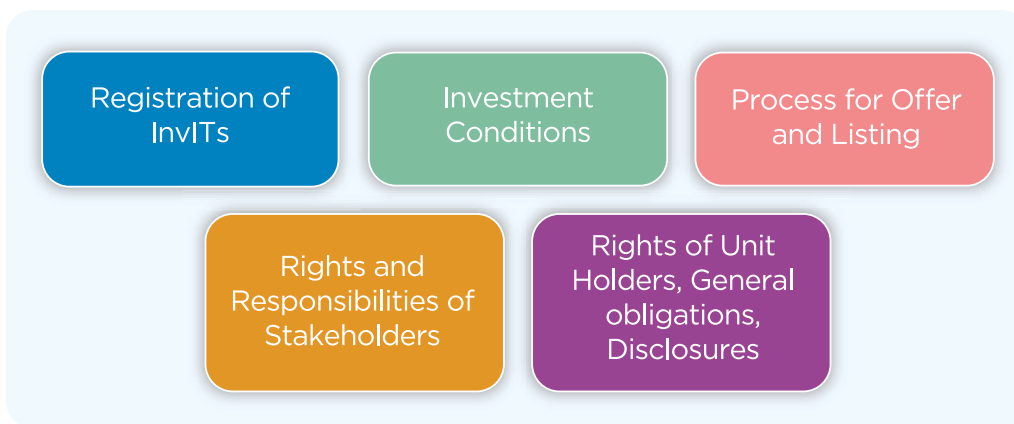 Registration of
InvITs
Investment
Conditions
Process for Offer
and Listing
Rights and
Responsibilities of
Stakeholders
Rights of Unit
Holders, General
obligations,
Disclosures